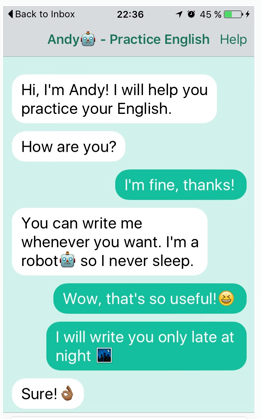 Back to Inbox 22:36 45 %
Andy🤖 - Practice English Help
Hi, I'm Andy! I will help you
practice your English.
How are you?
I'm fine, thanks!
You can write me
whenever you want. I'm a
robot🤖 so I never sleep.
Wow, that's so useful!😆
I will write you only late at
night 🌃
Sure!👌🏾